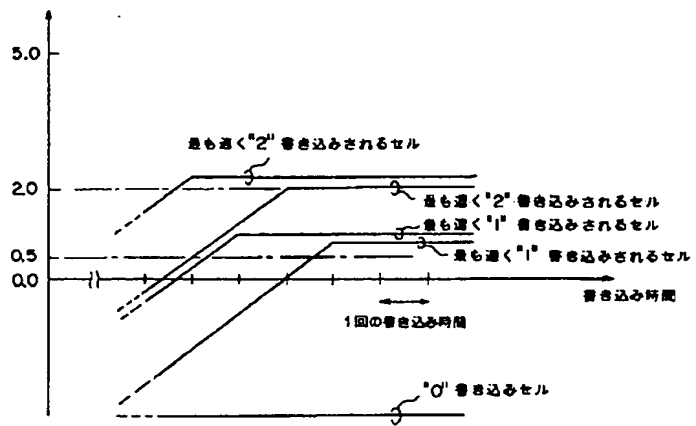 5.0
最も速く"2" 書き込みされるセル
2.0
最も遅く"2" 書き込みされるセル
最も速く"1" 書き込みされるセル
最も遅く"1" 書き込みされるセル
0.5
0.0
書き込み時間
1回の書き込み時間
"0" 書き込みセル